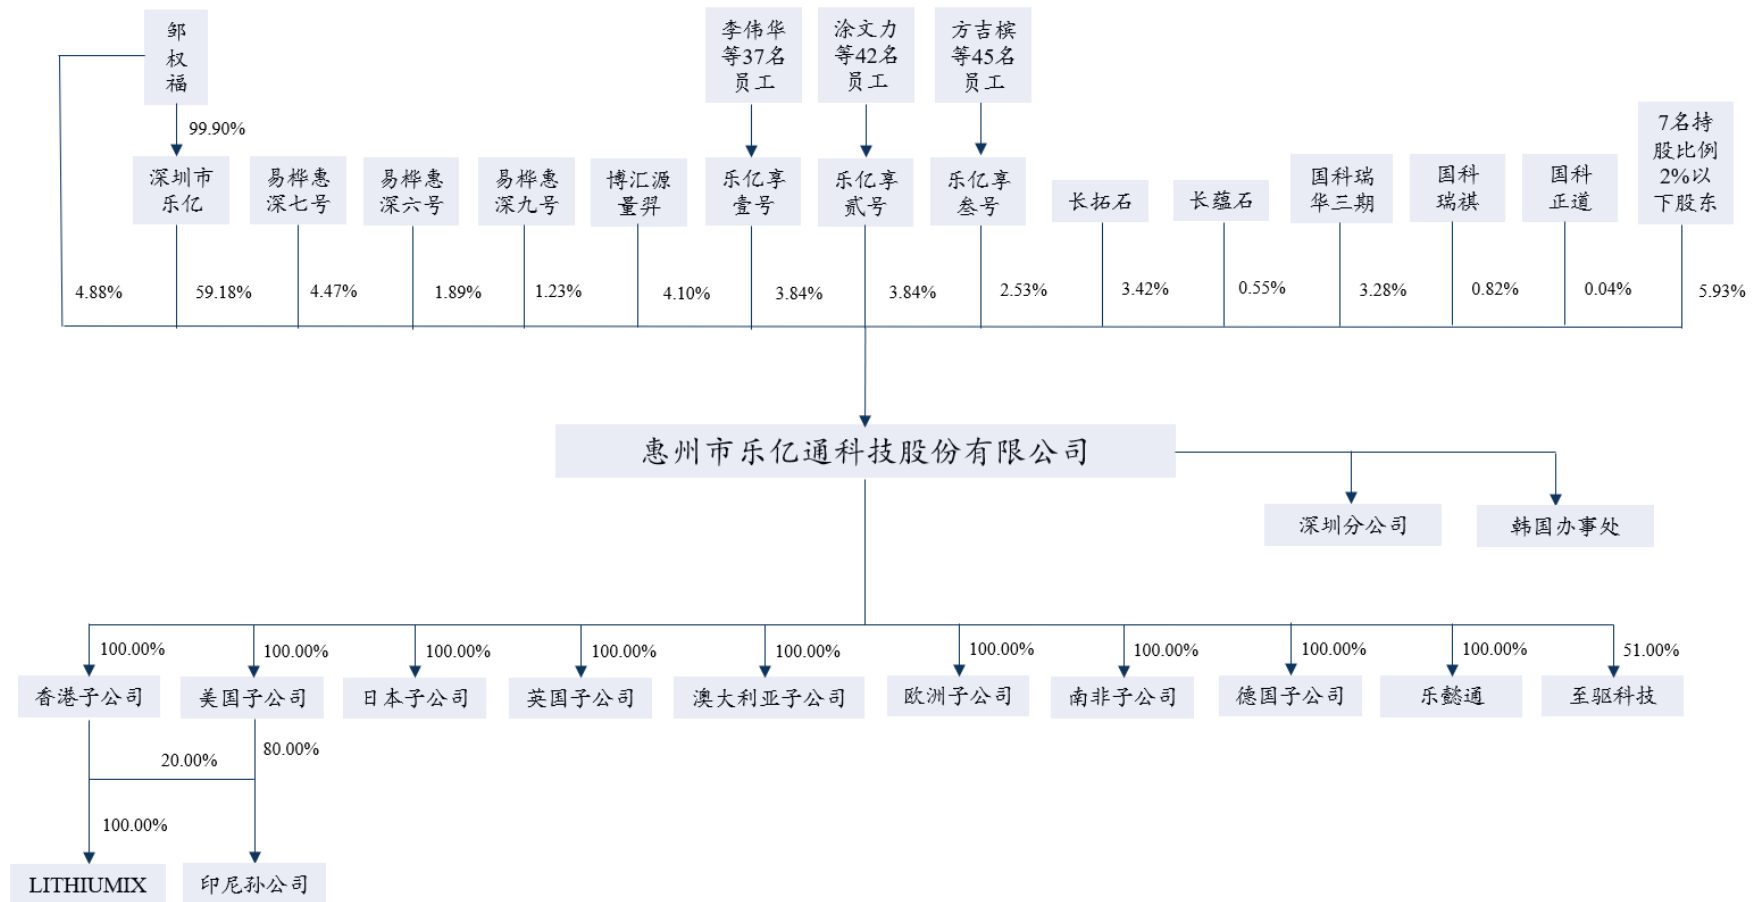 邹
权
福
李伟华
等37名
员工
涂文力
等42名
员工
方吉槟
等45名
员工
99.90%
7名持
股比例
2%以
下股东
深圳市
乐亿
易桦惠
深七号
易桦惠
深六号
易桦惠
深九号
博汇源
量羿
乐亿享
壹号
乐亿享
贰号
乐亿享
叁号
长拓石
长蕴石
国科瑞
华三期
国科
瑞祺
国科
正道
4.88%
59.18%
4.47%
1.89%
1.23%
4.10%
3.84%
3.84%
2.53%
3.42%
0.55%
3.28%
0.82%
0.04%
5.93%
惠州市乐亿通科技股份有限公司
深圳分公司
韩国办事处
100.00%
100.00%
100.00%
100.00%
100.00%
100.00%
100.00%
100.00%
100.00%
51.00%
香港子公司
美国子公司
日本子公司
英国子公司
澳大利亚子公司
欧洲子公司
南非子公司
德国子公司
乐懿通
至驱科技
20.00%
80.00%
100.00%
LITHIUMIX
印尼孙公司